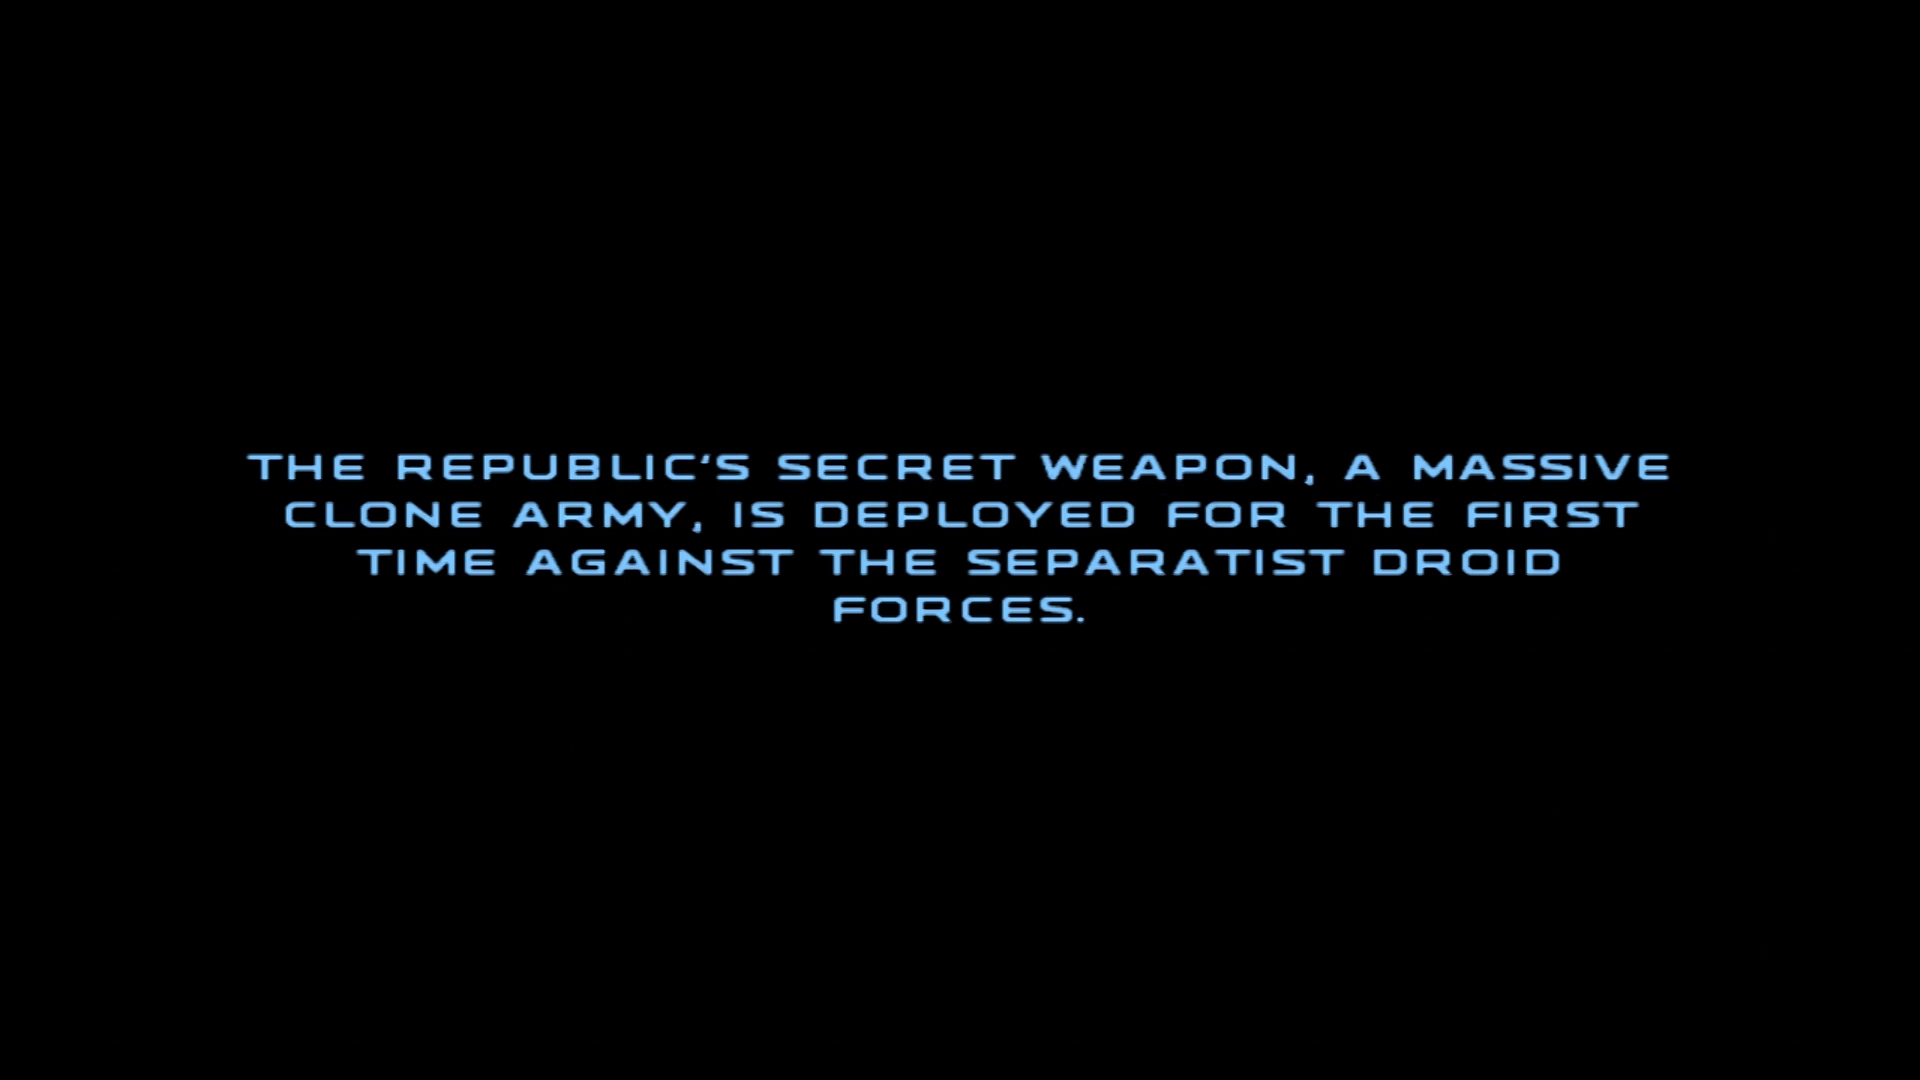 THE REPUBLIC‘S SECRET WEAPON, A MASSIVE
CLONE ARMY, IS DEPLOYED FOR THE FIRST
TIME AGAINST THE SEPARATIST DROID
FORCES.